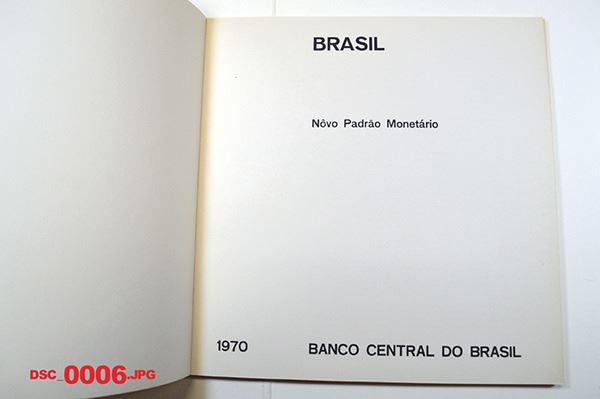 BRASIL
Nôvo Padrão Monetário
1970 BANCO CENTRAL DO BRASIL
DSC_0006.JPG